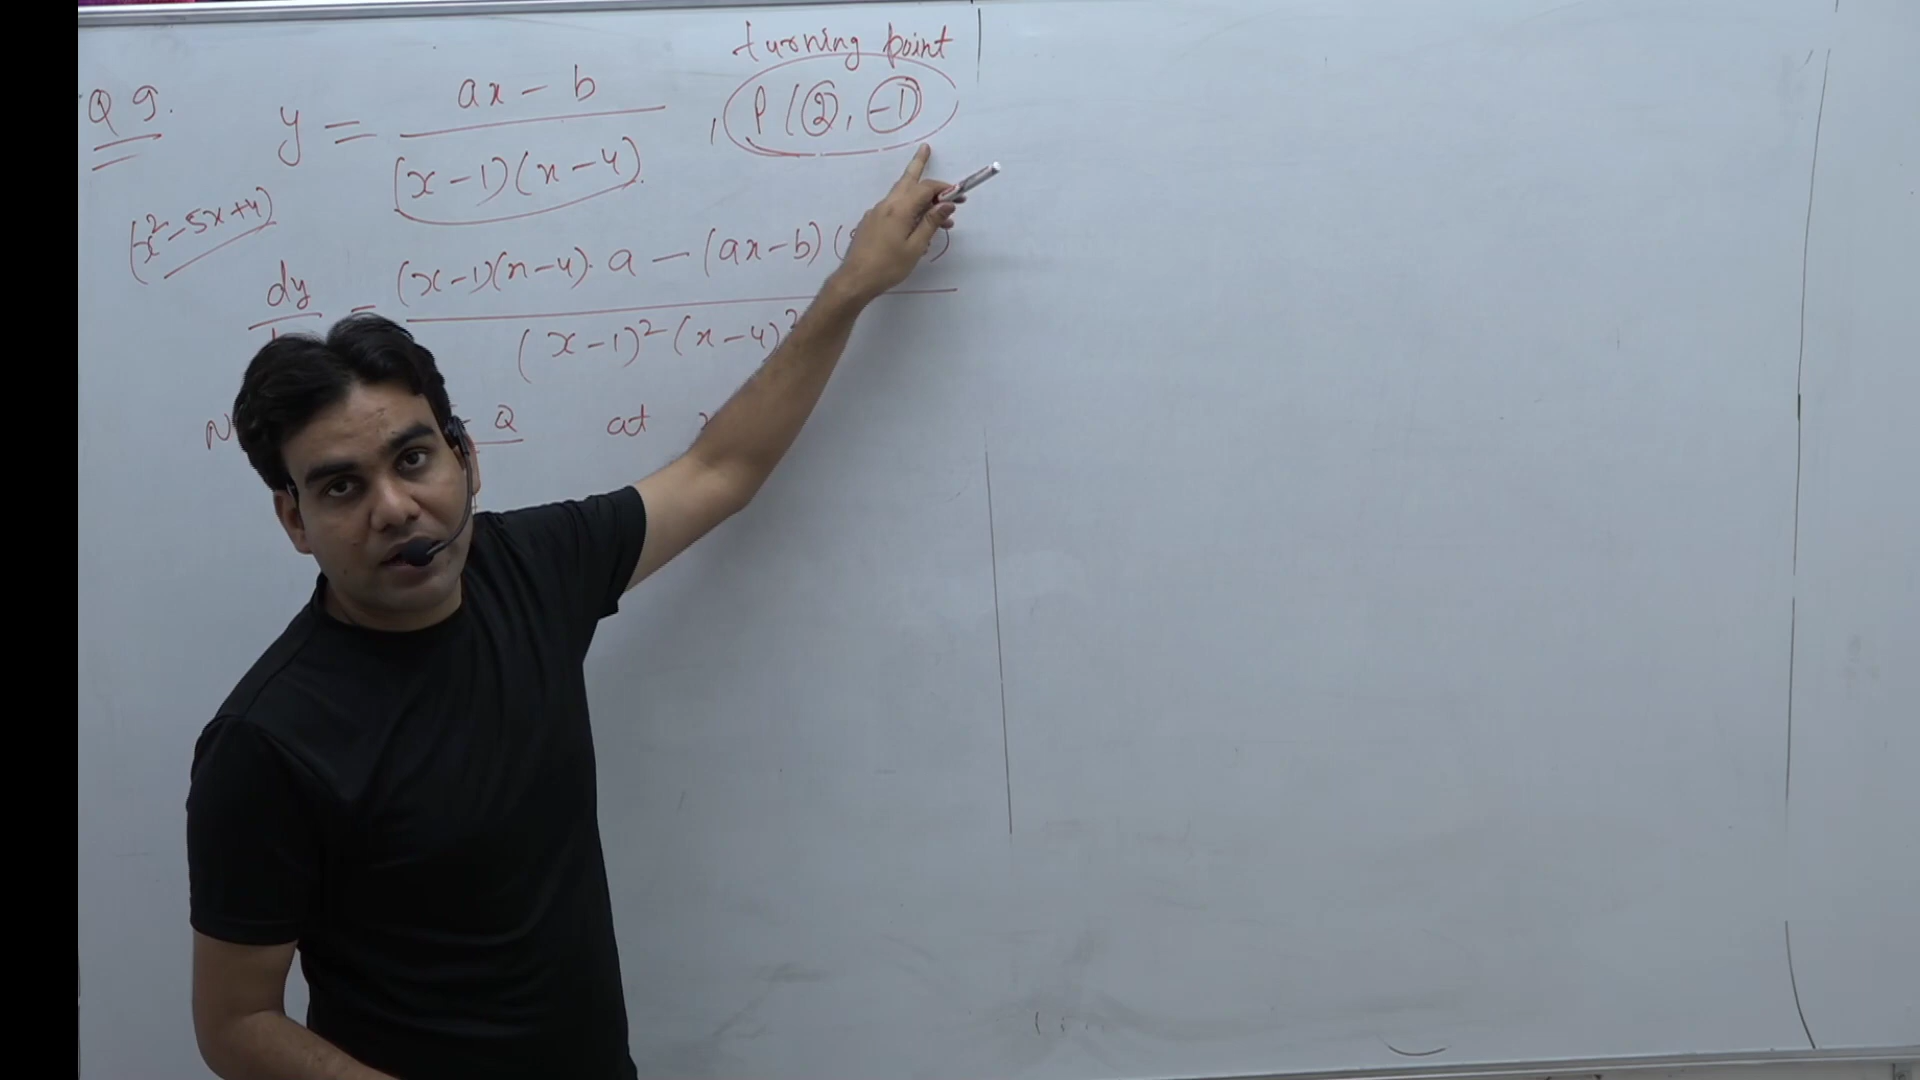 turning point
Q 9. y = ax - b / (x-1)(x-4) , P(2, -1)
(x² - 5x + 4)
dy = (x-1)(x-4). a - (ax-b)(
(x-1)² (x-4)²
at